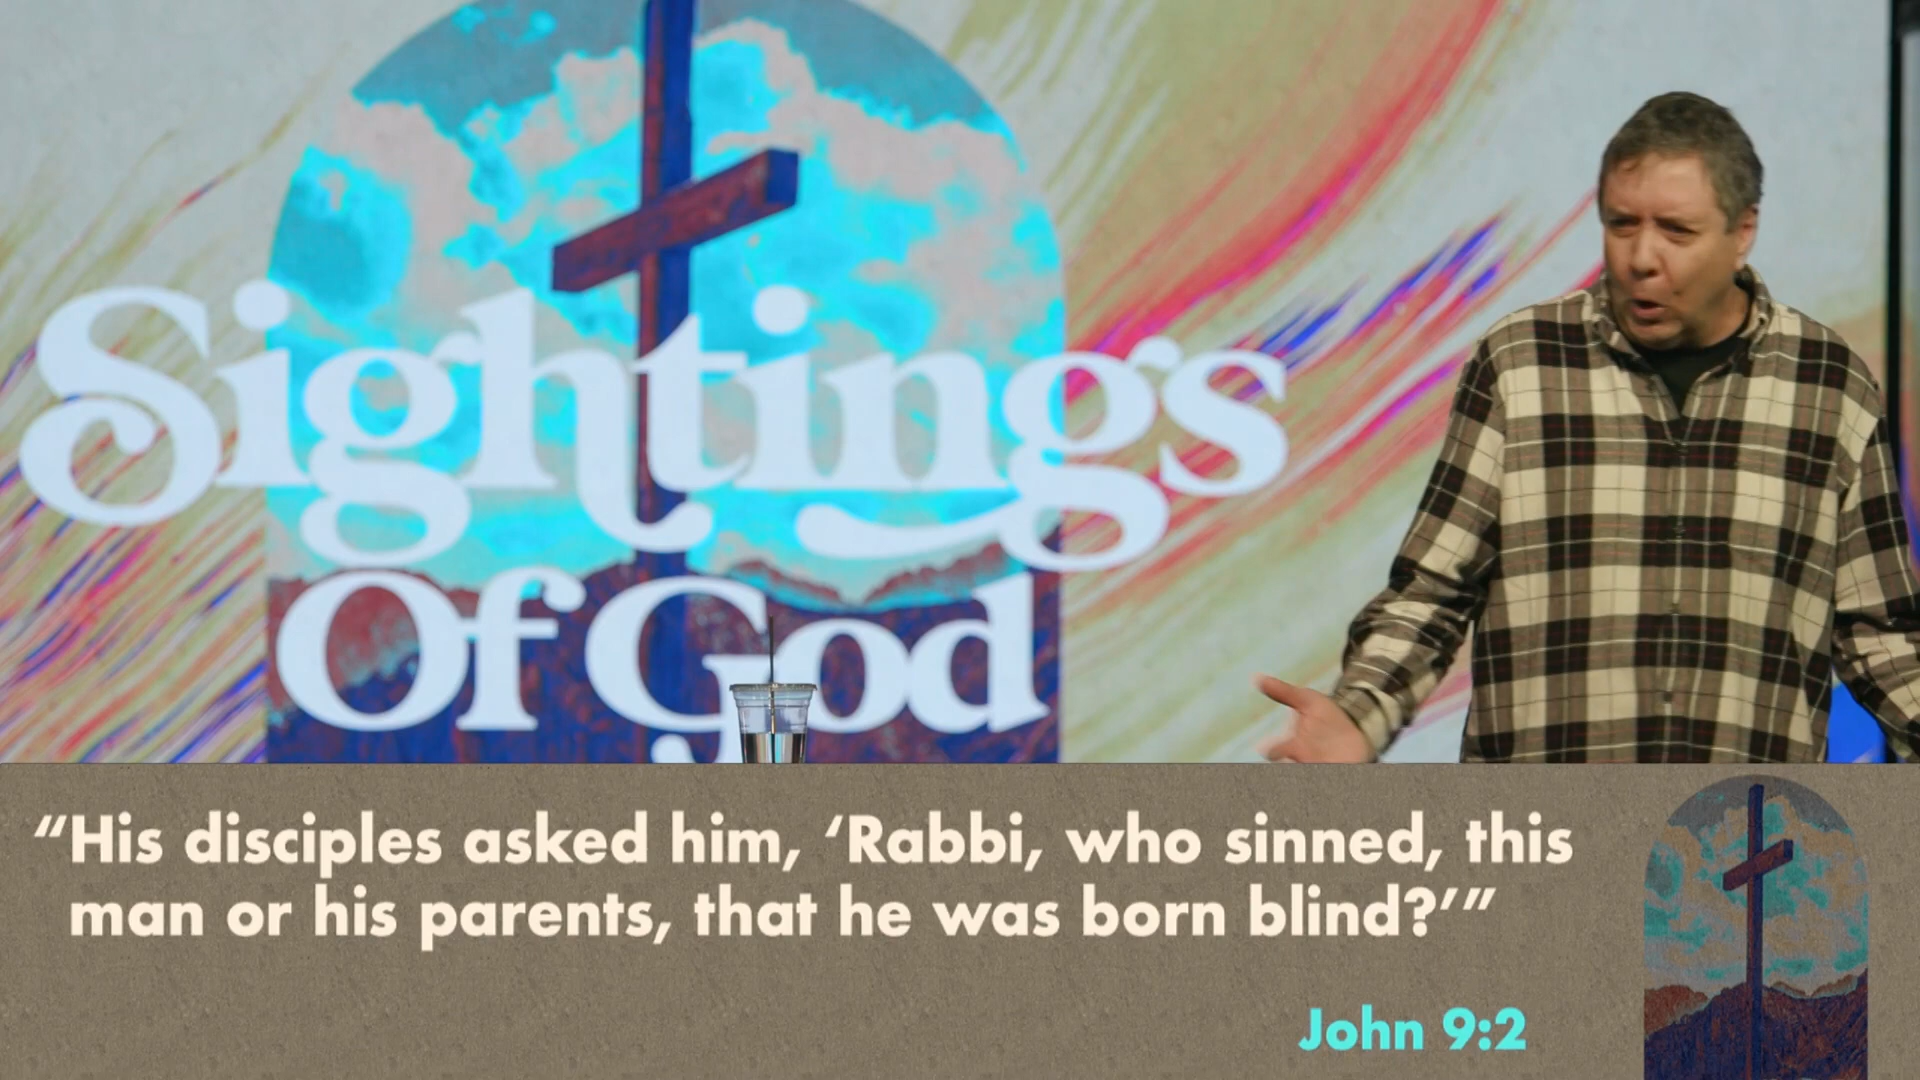 Sightings
Of God
“His disciples asked him, ‘Rabbi, who sinned, this
man or his parents, that he was born blind?’”
John 9:2